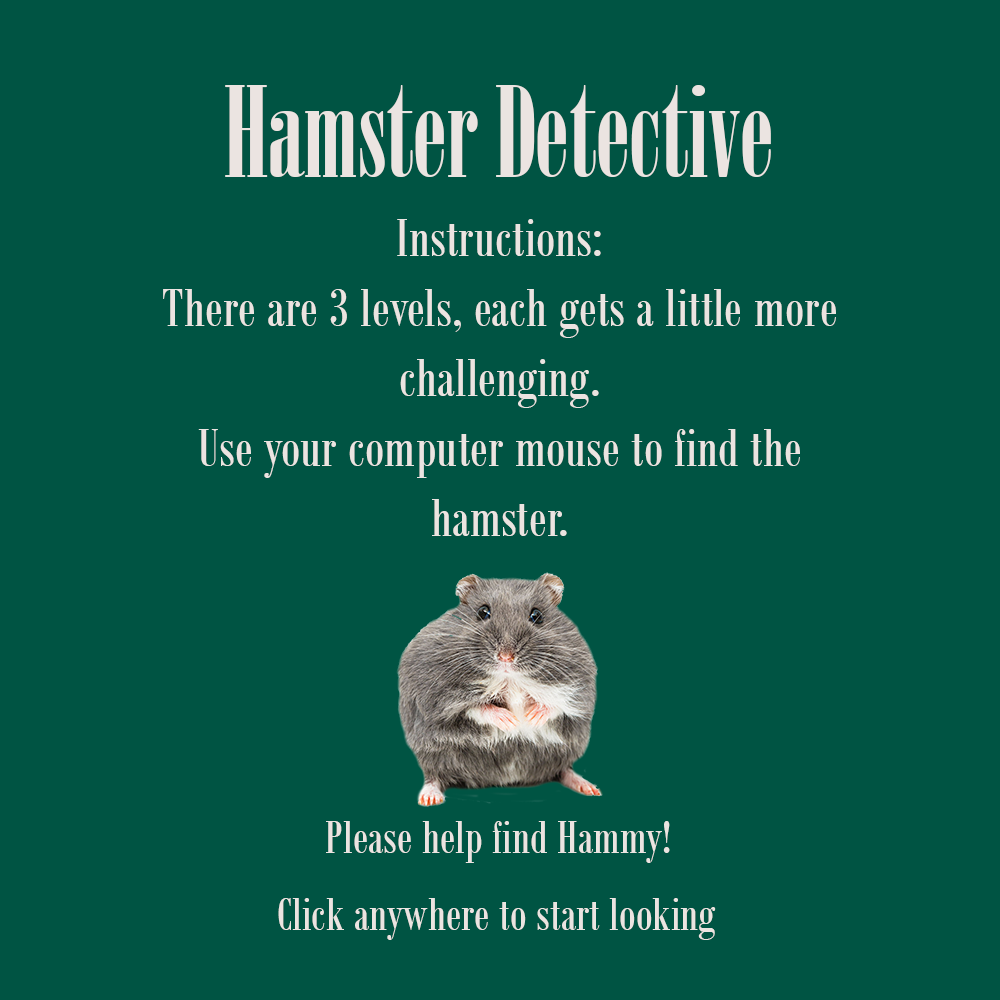 Hamster Detective
Instructions:
There are 3 levels, each gets a little more
challenging.
Use your computer mouse to find the
hamster.
Please help find Hammy!
Click anywhere to start looking